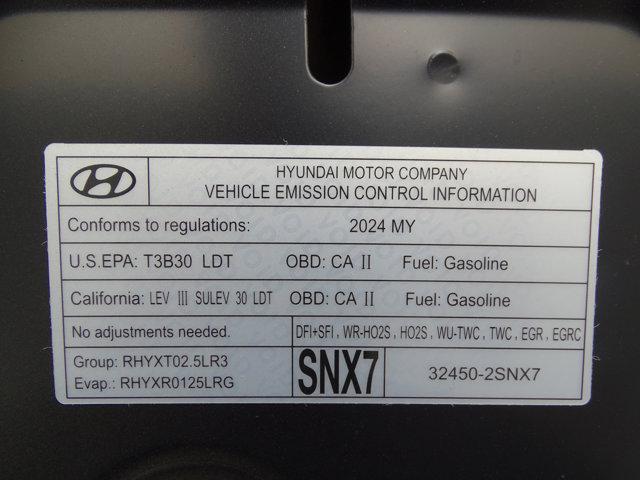 HYUNDAI MOTOR COMPANY
VEHICLE EMISSION CONTROL INFORMATION
Conforms to regulations: 2024 MY
U.S.EPA: T3B30 LDT OBD: CA II Fuel: Gasoline
California: LEV III SULEV 30 LDT OBD: CA II Fuel: Gasoline
No adjustments needed. DFI+SFI , WR-HO2S , HO2S , WU-TWC , TWC , EGR , EGRC
Group: RHYXT02.5LR3
Evap.: RHYXR0125LRG
SNX7
32450-2SNX7